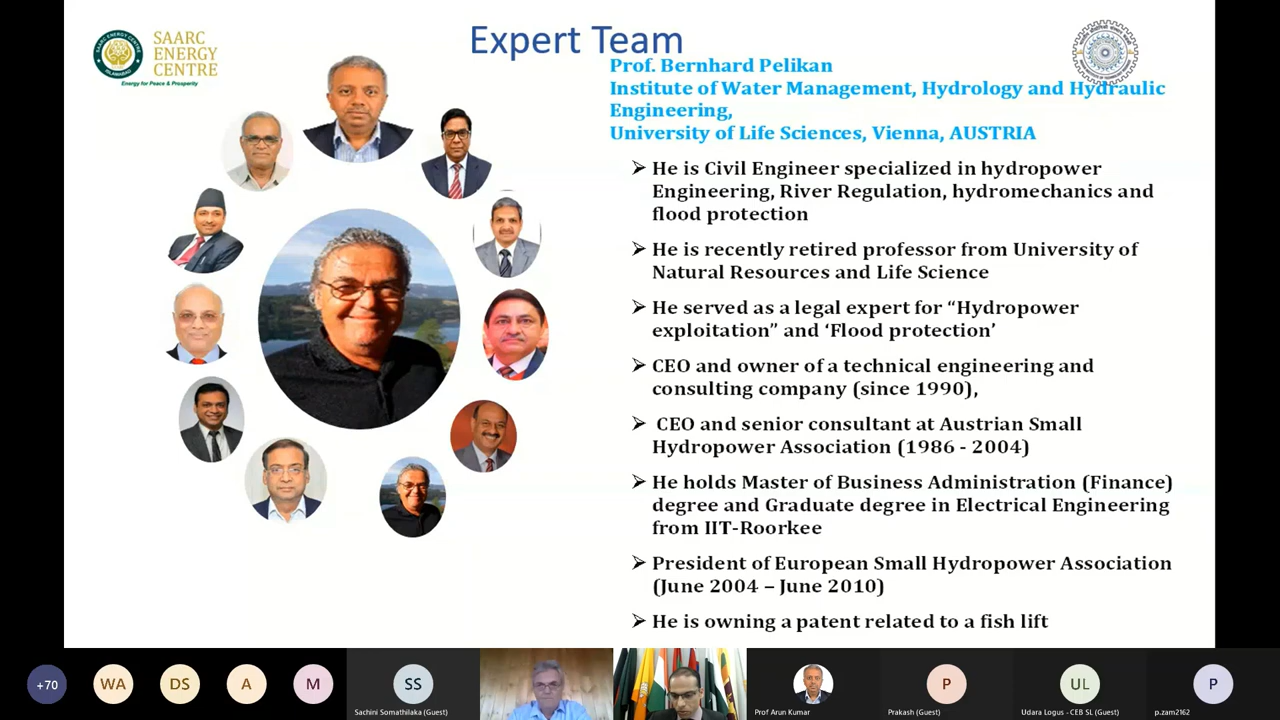 Expert Team
SAARC
ENERGY
CENTRE
Energy for Peace & Prosperity
SAARC ENERGY CENTRE
ISLAMABAD
Prof. Bernhard Pelikan
Institute of Water Management, Hydrology and Hydraulic
Engineering,
University of Life Sciences, Vienna, AUSTRIA
➢ He is Civil Engineer specialized in hydropower
Engineering, River Regulation, hydromechanics and
flood protection
➢ He is recently retired professor from University of
Natural Resources and Life Science
➢ He served as a legal expert for “Hydropower
exploitation” and ‘Flood protection’
➢ CEO and owner of a technical engineering and
consulting company (since 1990),
➢ CEO and senior consultant at Austrian Small
Hydropower Association (1986 - 2004)
➢ He holds Master of Business Administration (Finance)
degree and Graduate degree in Electrical Engineering
from IIT-Roorkee
➢ President of European Small Hydropower Association
(June 2004 – June 2010)
➢ He is owning a patent related to a fish lift
+70
WA
DS
A
M
SS
Sachini Somathilaka (Guest)
Prof Arun Kumar
P
Prakash (Guest)
UL
Udara Logus - CEB SL (Guest)
P
p.zam2162